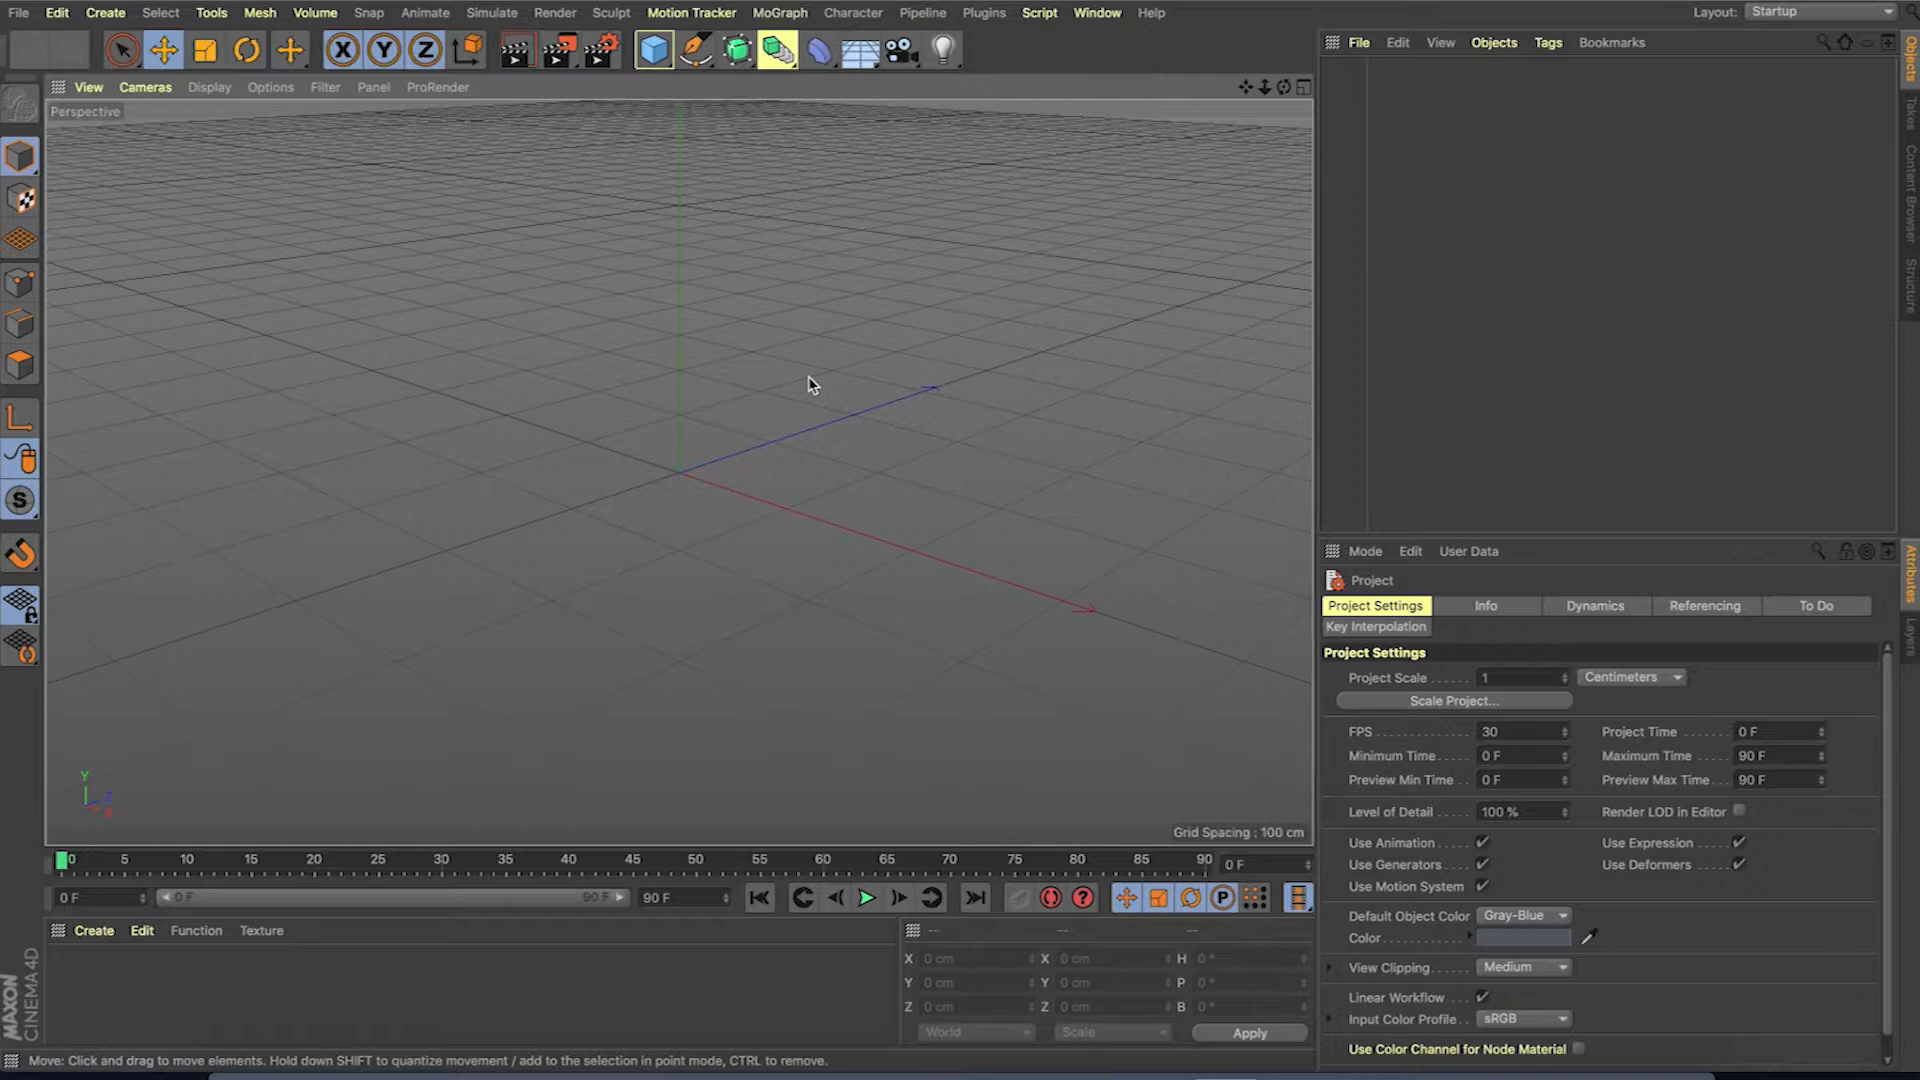 File Edit Create Select Tools Mesh Volume Snap Animate Simulate Render Sculpt Motion Tracker MoGraph Character Pipeline Plugins Script Window Help Layout: Startup
X Y Z
File Edit View Objects Tags Bookmarks
Objects
Takes
Content Browser
Structure
View Cameras Display Options Filter Panel ProRender
Perspective
S
Y
Z
X
Grid Spacing : 100 cm
Mode Edit User Data
Attributes
Layers
Project
Project Settings Info Dynamics Referencing To Do
Key Interpolation
Project Settings
Project Scale 1 Centimeters
Scale Project...
FPS 30 Project Time 0 F
Minimum Time 0 F Maximum Time 90 F
Preview Min Time 0 F Preview Max Time 90 F
Level of Detail 100 % Render LOD in Editor
Use Animation Use Expression
Use Generators Use Deformers
Use Motion System
Default Object Color Gray-Blue
Color
View Clipping Medium
Linear Workflow
Input Color Profile sRGB
Use Color Channel for Node Material
0 5 10 15 20 25 30 35 40 45 50 55 60 65 70 75 80 85 90 0 F
0 F 0 F 90 F 90 F ? P
Create Edit Function Texture
-- -- --
X 0 cm X 0 cm H 0 °
Y 0 cm Y 0 cm P 0 °
Z 0 cm Z 0 cm B 0 °
World Scale Apply
MAXON
CINEMA 4D
Move: Click and drag to move elements. Hold down SHIFT to quantize movement / add to the selection in point mode, CTRL to remove.